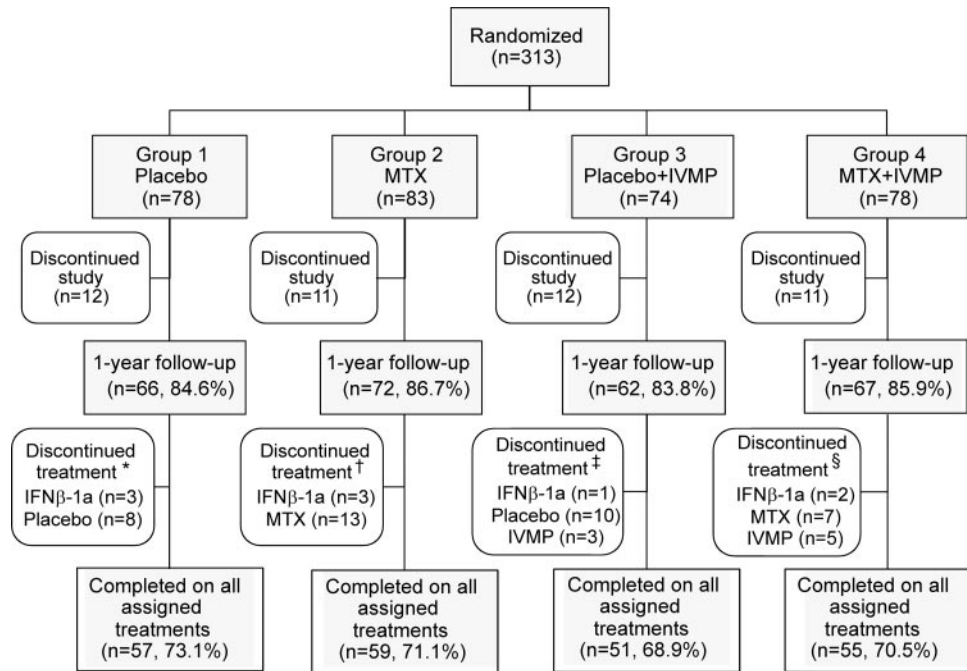 Randomized
(n=313)
Group 1
Placebo
(n=78)
Group 2
MTX
(n=83)
Group 3
Placebo+IVMP
(n=74)
Group 4
MTX+IVMP
(n=78)
Discontinued
study
(n=12)
Discontinued
study
(n=11)
Discontinued
study
(n=12)
Discontinued
study
(n=11)
1-year follow-up
(n=66, 84.6%)
1-year follow-up
(n=72, 86.7%)
1-year follow-up
(n=62, 83.8%)
1-year follow-up
(n=67, 85.9%)
Discontinued
treatment *
IFNβ-1a (n=3)
Placebo (n=8)
Discontinued
treatment†
IFNβ-1a (n=3)
MTX (n=13)
Discontinued
treatment‡
IFNβ-1a (n=1)
Placebo (n=10)
IVMP (n=3)
Discontinued
treatment§
IFNβ-1a (n=2)
MTX (n=7)
IVMP (n=5)
Completed on all
assigned
treatments
(n=57, 73.1%)
Completed on all
assigned
treatments
(n=59, 71.1%)
Completed on all
assigned
treatments
(n=51, 68.9%)
Completed on all
assigned
treatments
(n=55, 70.5%)